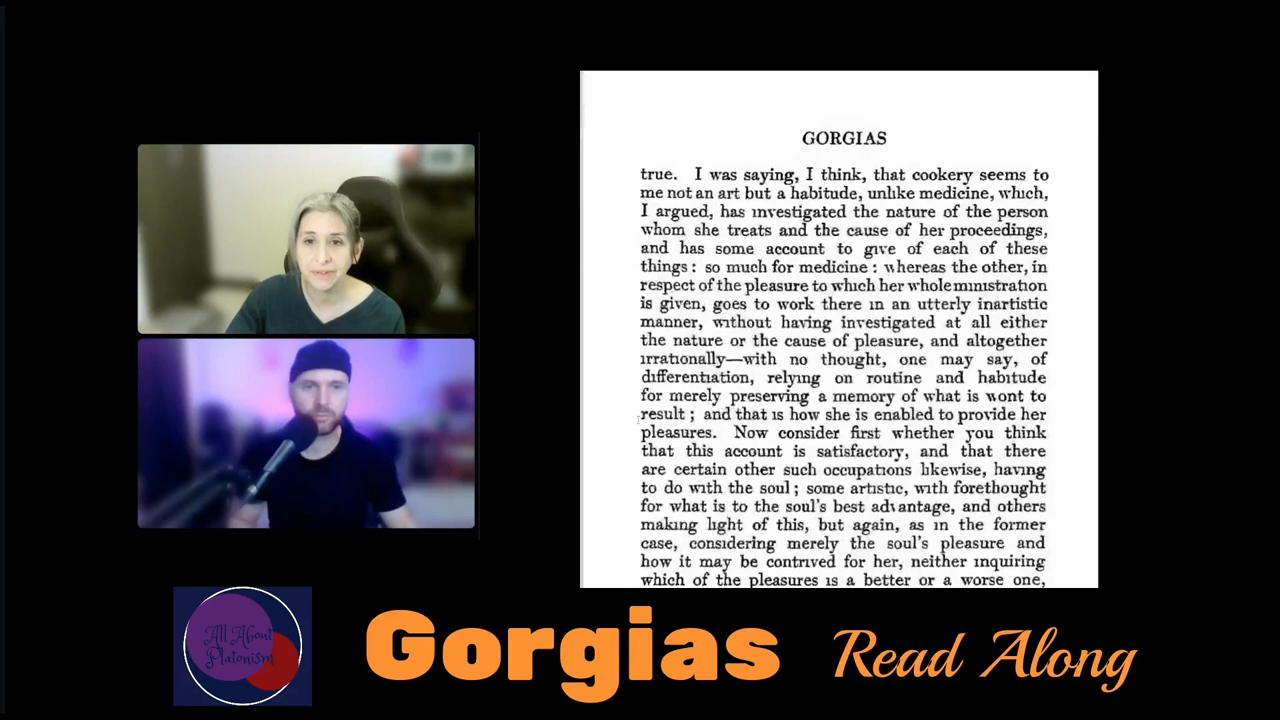 GORGIAS
true. I was saying, I think, that cookery seems to
me not an art but a habitude, unlike medicine, which,
I argued, has investigated the nature of the person
whom she treats and the cause of her proceedings,
and has some account to give of each of these
things : so much for medicine : whereas the other, in
respect of the pleasure to which her whole ministration
is given, goes to work there in an utterly inartistic
manner, without having investigated at all either
the nature or the cause of pleasure, and altogether
irrationally—with no thought, one may say, of
differentiation, relying on routine and habitude
for merely preserving a memory of what is wont to
result ; and that is how she is enabled to provide her
pleasures. Now consider first whether you think
that this account is satisfactory, and that there
are certain other such occupations likewise, having
to do with the soul ; some artistic, with forethought
for what is to the soul's best advantage, and others
making light of this, but again, as in the former
case, considering merely the soul's pleasure and
how it may be contrived for her, neither inquiring
which of the pleasures is a better or a worse one,
All About
Platonism
Gorgias Read Along